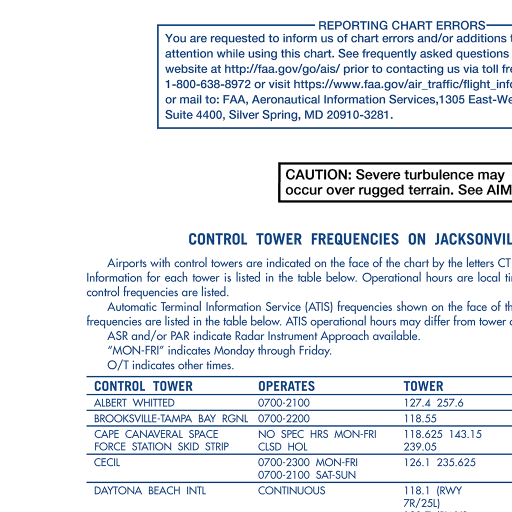 REPORTING CHART ERRORS
You are requested to inform us of chart errors and/or additions
attention while using this chart. See frequently asked questions
website at http://faa.gov/go/ais/ prior to contacting us via toll
1-800-638-8972 or visit https://www.faa.gov/air_traffic/flight_
or mail to: FAA, Aeronautical Information Services,1305 East-
Suite 4400, Silver Spring, MD 20910-3281.
CAUTION: Severe turbulence may
occur over rugged terrain. See AIM
CONTROL TOWER FREQUENCIES ON
Airports with control towers are indicated on the face of the chart by the letters CT
Information for each tower is listed in the table below. Operational hours are local
control frequencies are listed.
Automatic Terminal Information Service (ATIS) frequencies shown on the face of
frequencies are listed in the table below. ATIS operational hours may differ from tower
ASR and/or PAR indicate Radar Instrument Approach available.
"MON-FRI" indicates Monday through Friday.
O/T indicates other times.
CONTROL TOWER OPERATES TOWER
ALBERT WHITTED 0700-2100 127.4 257.6
BROOKSVILLE-TAMPA BAY RGNL 0700-2200 118.55
CAPE CANAVERAL SPACE NO SPEC HRS MON-FRI 118.625 143.15
FORCE STATION SKID STRIP CLSD HOL 239.05
CECIL 0700-2300 MON-FRI 126.1 235.625
0700-2100 SAT-SUN
DAYTONA BEACH INTL CONTINUOUS 118.1 (RWY
7R/25L)